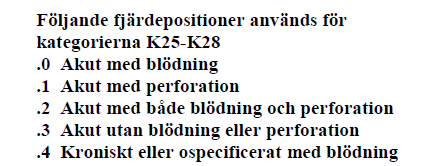 Följande fjärdepositioner används för
kategorierna K25-K28
.0 Akut med blödning
.1 Akut med perforation
.2 Akut med både blödning och perforation
.3 Akut utan blödning eller perforation
.4 Kroniskt eller ospecificerat med blödning